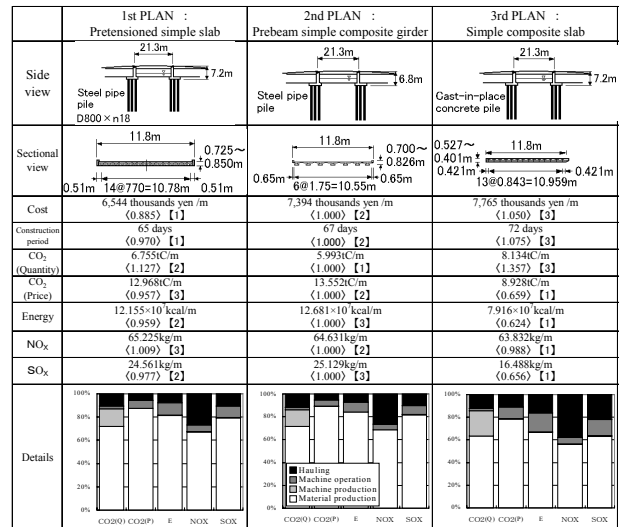 1st PLAN :
Pretensioned simple slab
2nd PLAN :
Prebeam simple composite girder
3rd PLAN :
Simple composite slab
Side
view
21.3m
7.2m
Steel pipe
pile
D800×n18
21.3m
6.8m
Steel pipe
pile
21.3m
7.2m
Cast-in-place
concrete pile
Sectional
view
11.8m
0.725～
0.850m
0.51m 14@770=10.78m 0.51m
11.8m
0.700～
0.826m
0.65m 0.65m
6@1.75=10.55m
0.527～
0.401m
11.8m
0.421m 0.421m
13@0.843=10.959m
Cost
6,544 thousands yen /m
〈0.885〉【1】
7,394 thousands yen /m
〈1.000〉【2】
7,765 thousands yen /m
〈1.050〉【3】
Construction
period
65 days
〈0.970〉【1】
67 days
〈1.000〉【2】
72 days
〈1.075〉【3】
CO2
(Quantity)
6.755tC/m
〈1.127〉【2】
5.993tC/m
〈1.000〉【1】
8.134tC/m
〈1.357〉【3】
CO2
(Price)
12.968tC/m
〈0.957〉【3】
13.552tC/m
〈1.000〉【2】
8.928tC/m
〈0.659〉【1】
Energy
12.155×10⁷kcal/m
〈0.959〉【2】
12.681×10⁷kcal/m
〈1.000〉【3】
7.916×10⁷kcal/m
〈0.624〉【1】
NOX
65.225kg/m
〈1.009〉【3】
64.631kg/m
〈1.000〉【2】
63.832kg/m
〈0.988〉【1】
SOX
24.561kg/m
〈0.977〉【2】
25.129kg/m
〈1.000〉【3】
16.488kg/m
〈0.656〉【1】
Details
100%
80%
60%
40%
20%
0%
CO2(Q) CO2(P) E NOX SOX
100%
80%
60%
40%
20%
0%
Hauling
Machine operation
Machine production
Material production
CO2(Q) CO2(P) E NOX SOX
100%
80%
60%
40%
20%
0%
CO2(Q) CO2(P) E NOX SOX